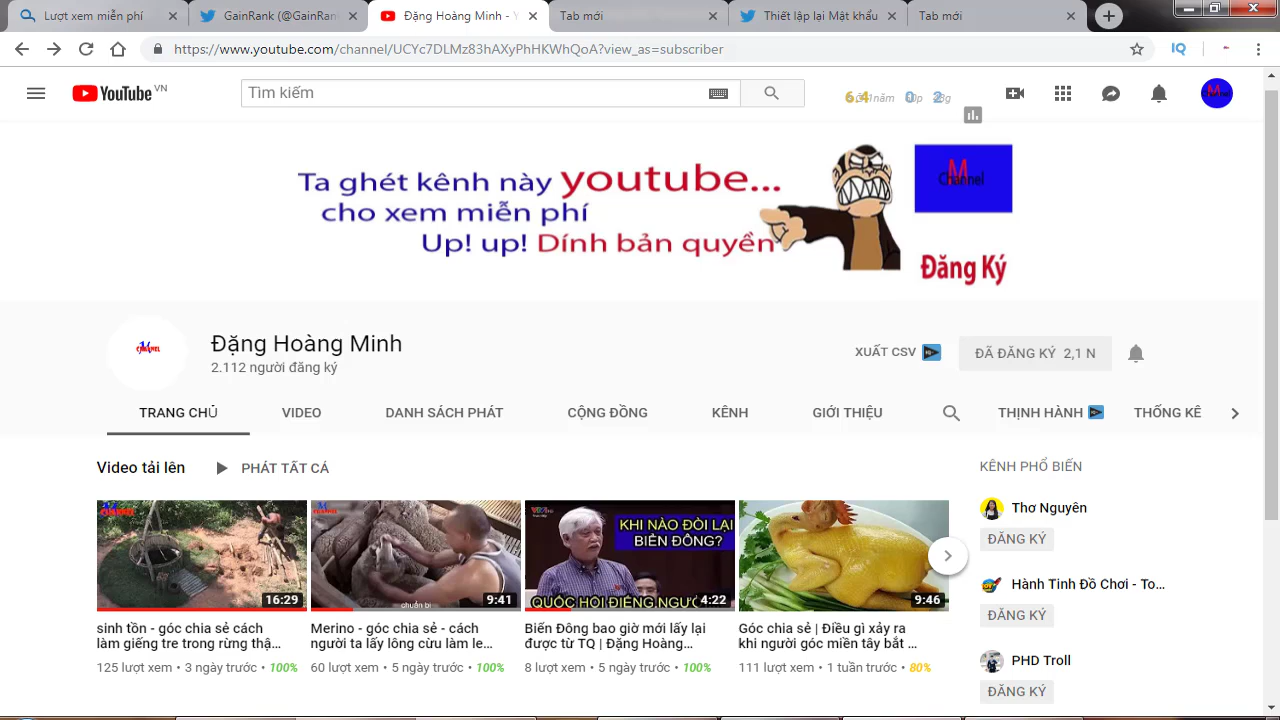 Lượt xem miễn phí
GainRank (@GainRan
Đặng Hoàng Minh - Y
Tab mới
Thiết lập lại Mật khẩu
Tab mới
https://www.youtube.com/channel/UCYc7DLMz83hAXyPhHKWhQoA?view_as=subscriber
IQ
YouTube VN
Tìm kiếm
Ta ghét kênh này youtube...
cho xem miễn phí
Up! up! Dính bản quyền
M
Channel
Đăng Ký
Đặng Hoàng Minh
2.112 người đăng ký
XUẤT CSV
ĐÃ ĐĂNG KÝ 2,1 N
TRANG CHỦ
VIDEO
DANH SÁCH PHÁT
CỘNG ĐỒNG
KÊNH
GIỚI THIỆU
THỊNH HÀNH
THỐNG KÊ
Video tải lên
PHÁT TẤT CẢ
16:29
chuẩn bị
9:41
KHI NÀO ĐÒI LẠI
BIỂN ĐÔNG?
QUỐC HỘI ĐIẾNG NGƯỜ
4:22
9:46
sinh tồn - góc chia sẻ cách
làm giếng tre trong rừng thậ...
125 lượt xem • 3 ngày trước • 100%
Merino - góc chia sẻ - cách
người ta lấy lông cừu làm le...
60 lượt xem • 5 ngày trước • 100%
Biển Đông bao giờ mới lấy lại
được từ TQ | Đặng Hoàng...
8 lượt xem • 5 ngày trước • 100%
Góc chia sẻ | Điều gì xảy ra
khi người góc miền tây bắt ...
111 lượt xem • 1 tuần trước • 80%
KÊNH PHỔ BIẾN
Thơ Nguyên
ĐĂNG KÝ
Hành Tinh Đồ Chơi - To...
ĐĂNG KÝ
PHD Troll
ĐĂNG KÝ